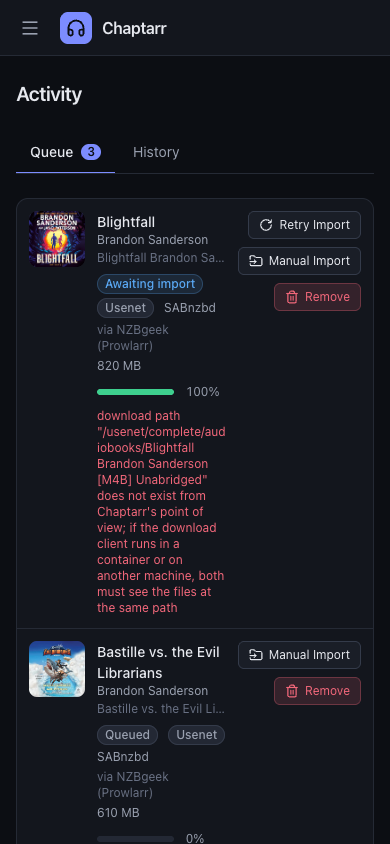 Chaptarr
Activity
Queue 3
History
BRANDON
SANDERSON
BLIGHTFALL
Blightfall
Brandon Sanderson
Blightfall Brandon Sa...
Awaiting import
Usenet
SABnzbd
via NZBgeek
(Prowlarr)
820 MB
100%
download path
"/usenet/complete/aud
iobooks/Blightfall
Brandon Sanderson
[M4B] Unabridged"
does not exist from
Chaptarr's point of
view; if the download
client runs in a
container or on
another machine, both
must see the files at
the same path
Retry Import
Manual Import
Remove
Bastille vs. the Evil
Librarians
Brandon Sanderson
Bastille vs. the Evil Li...
Queued
Usenet
SABnzbd
via NZBgeek
(Prowlarr)
610 MB
0%
Manual Import
Remove